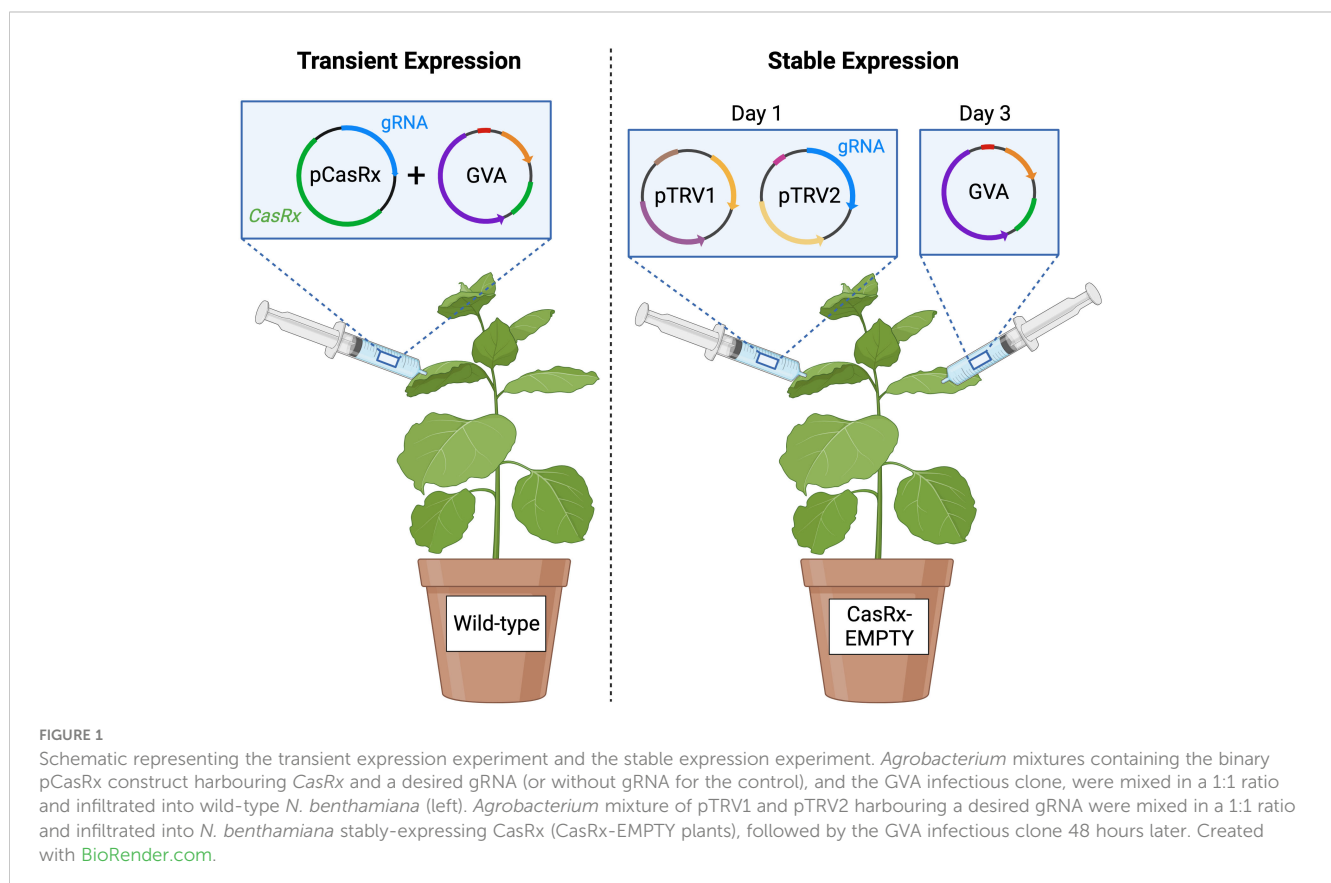 Transient Expression
Stable Expression
Day 1
Day 3
gRNA
pCasRx
+
GVA
CasRx
gRNA
pTRV1
pTRV2
GVA
Wild-type
CasRx-
EMPTY
FIGURE 1
Schematic representing the transient expression experiment and the stable expression experiment. Agrobacterium mixtures containing the binary
pCasRx construct harbouring CasRx and a desired gRNA (or without gRNA for the control), and the GVA infectious clone, were mixed in a 1:1 ratio
and infiltrated into wild-type N. benthamiana (left). Agrobacterium mixture of pTRV1 and pTRV2 harbouring a desired gRNA were mixed in a 1:1 ratio
and infiltrated into N. benthamiana stably-expressing CasRx (CasRx-EMPTY plants), followed by the GVA infectious clone 48 hours later. Created
with BioRender.com.